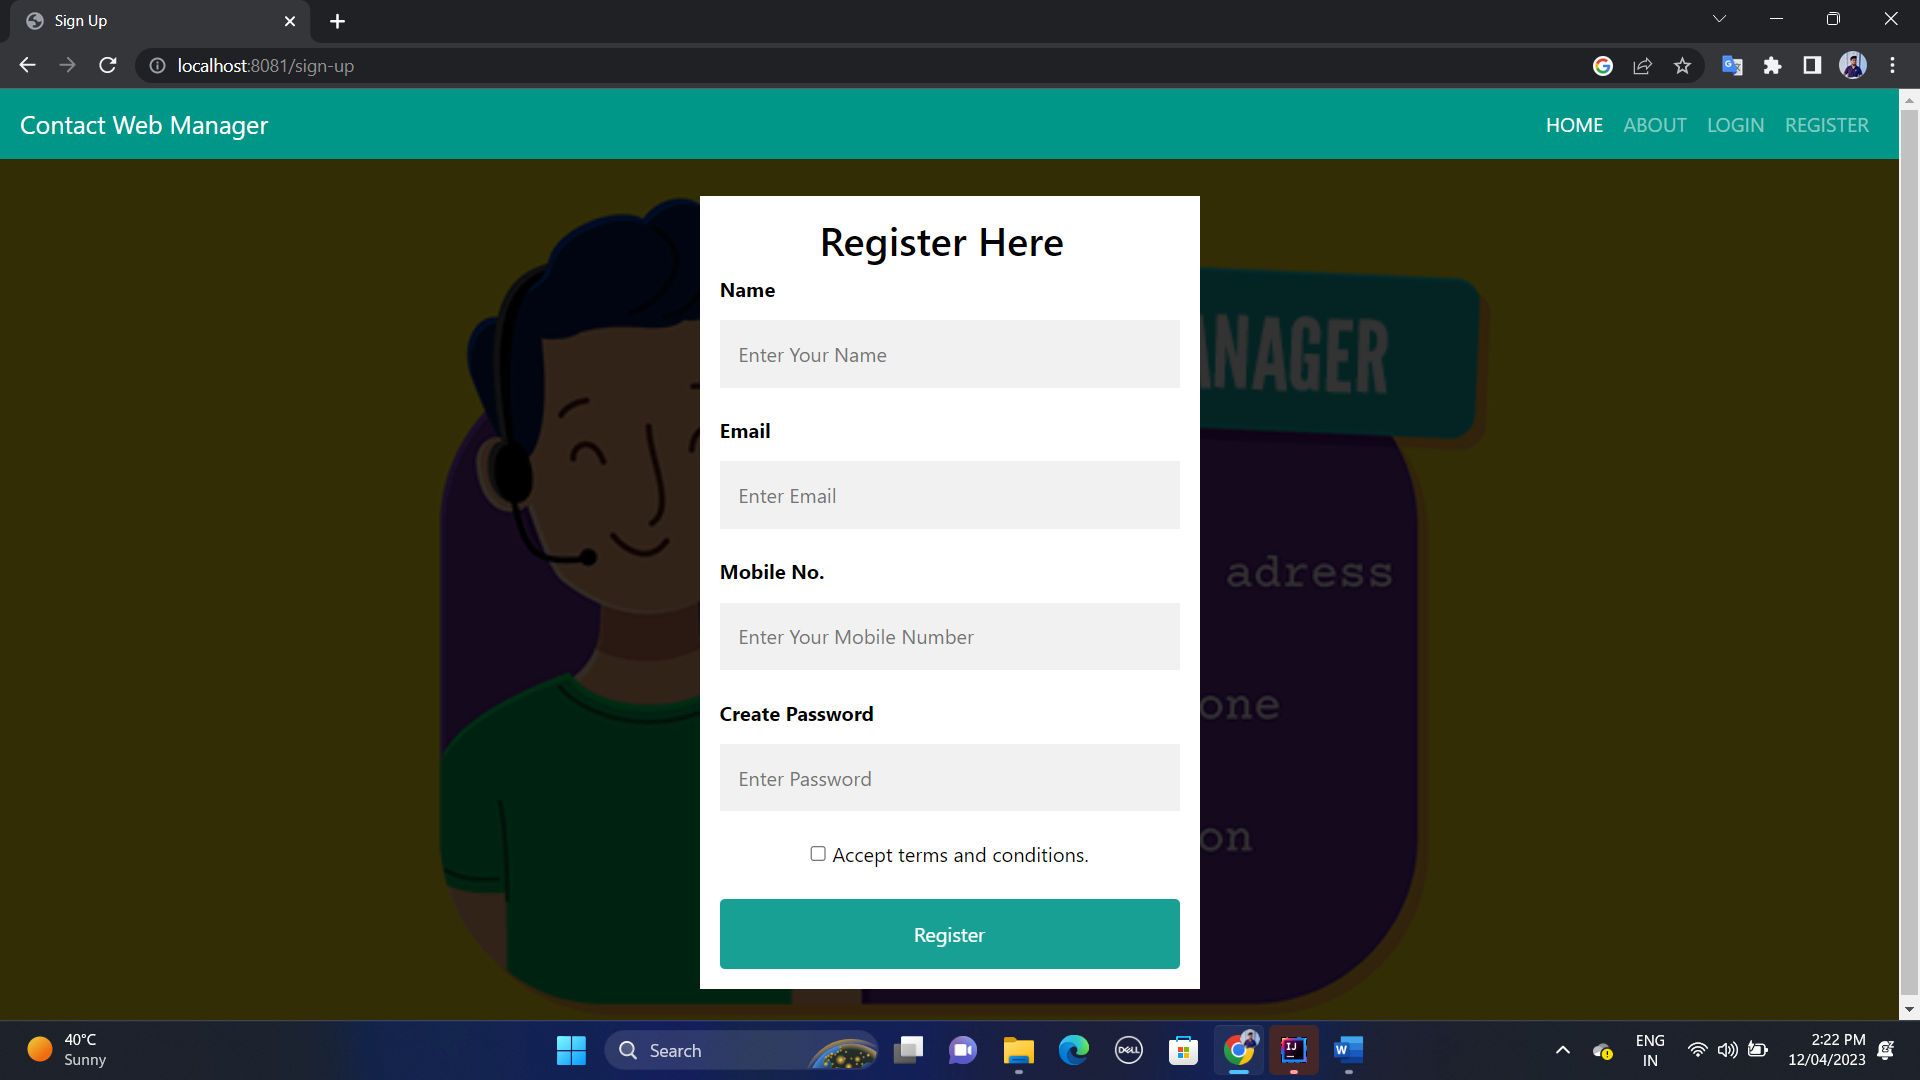 Sign Up
localhost:8081/sign-up
Contact Web Manager
HOME ABOUT LOGIN REGISTER
Register Here
Name
Enter Your Name
ANAGER
Email
Enter Email
adress
Mobile No.
Enter Your Mobile Number
one
Create Password
Enter Password
on
Accept terms and conditions.
Register
40°C
Sunny
Search
DELL
IJ
W
ENG
IN
2:22 PM
12/04/2023